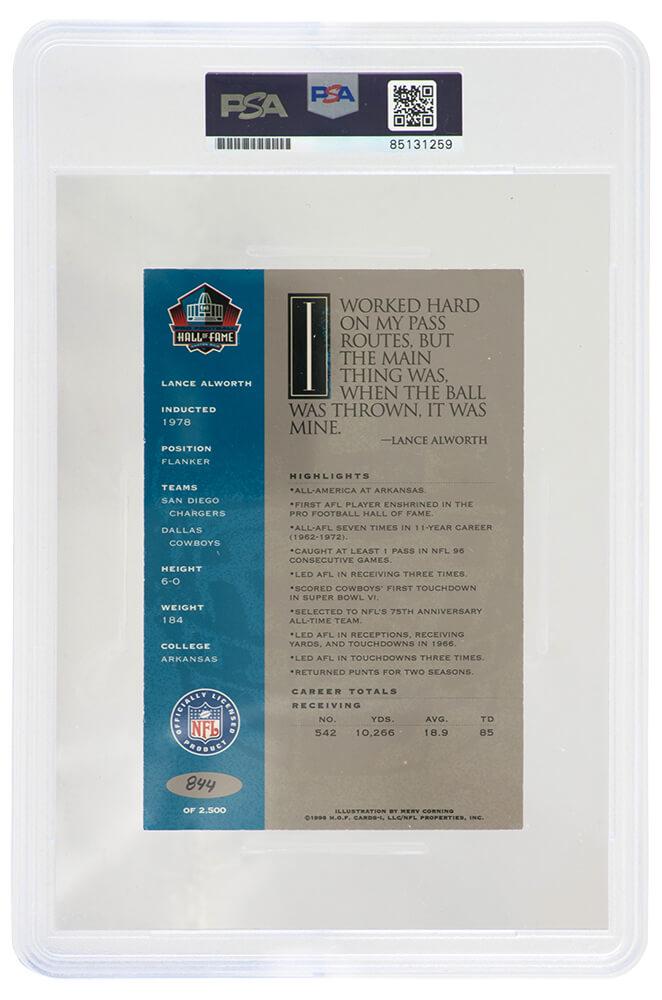 PSA
PSA
85131259
PRO FOOTBALL
HALL OF FAME
LANCE ALWORTH
INDUCTED
1978
POSITION
FLANKER
TEAMS
SAN DIEGO
CHARGERS
DALLAS
COWBOYS
HEIGHT
6-0
WEIGHT
184
COLLEGE
ARKANSAS
OFFICIALLY LICENSED
NFL
PRODUCT
844
OF 2,500
I WORKED HARD
ON MY PASS
ROUTES, BUT
THE MAIN
THING WAS,
WHEN THE BALL
WAS THROWN, IT WAS
MINE.
—LANCE ALWORTH
HIGHLIGHTS
•ALL-AMERICA AT ARKANSAS.
•FIRST AFL PLAYER ENSHRINED IN THE
PRO FOOTBALL HALL OF FAME.
•ALL-AFL SEVEN TIMES IN 11-YEAR CAREER
(1962-1972).
•CAUGHT AT LEAST 1 PASS IN NFL 96
CONSECUTIVE GAMES.
•LED AFL IN RECEIVING THREE TIMES.
•SCORED COWBOYS' FIRST TOUCHDOWN
IN SUPER BOWL VI.
•SELECTED TO NFL'S 75TH ANNIVERSARY
ALL-TIME TEAM.
•LED AFL IN RECEPTIONS, RECEIVING
YARDS, AND TOUCHDOWNS IN 1966.
•LED AFL IN TOUCHDOWNS THREE TIMES.
•RETURNED PUNTS FOR TWO SEASONS.
CAREER TOTALS
RECEIVING
NO. YDS. AVG. TD
542 10,266 18.9 85
ILLUSTRATION BY MERV CORNING
©1998 H.O.F. CARDS-I, LLC/NFL PROPERTIES, INC.